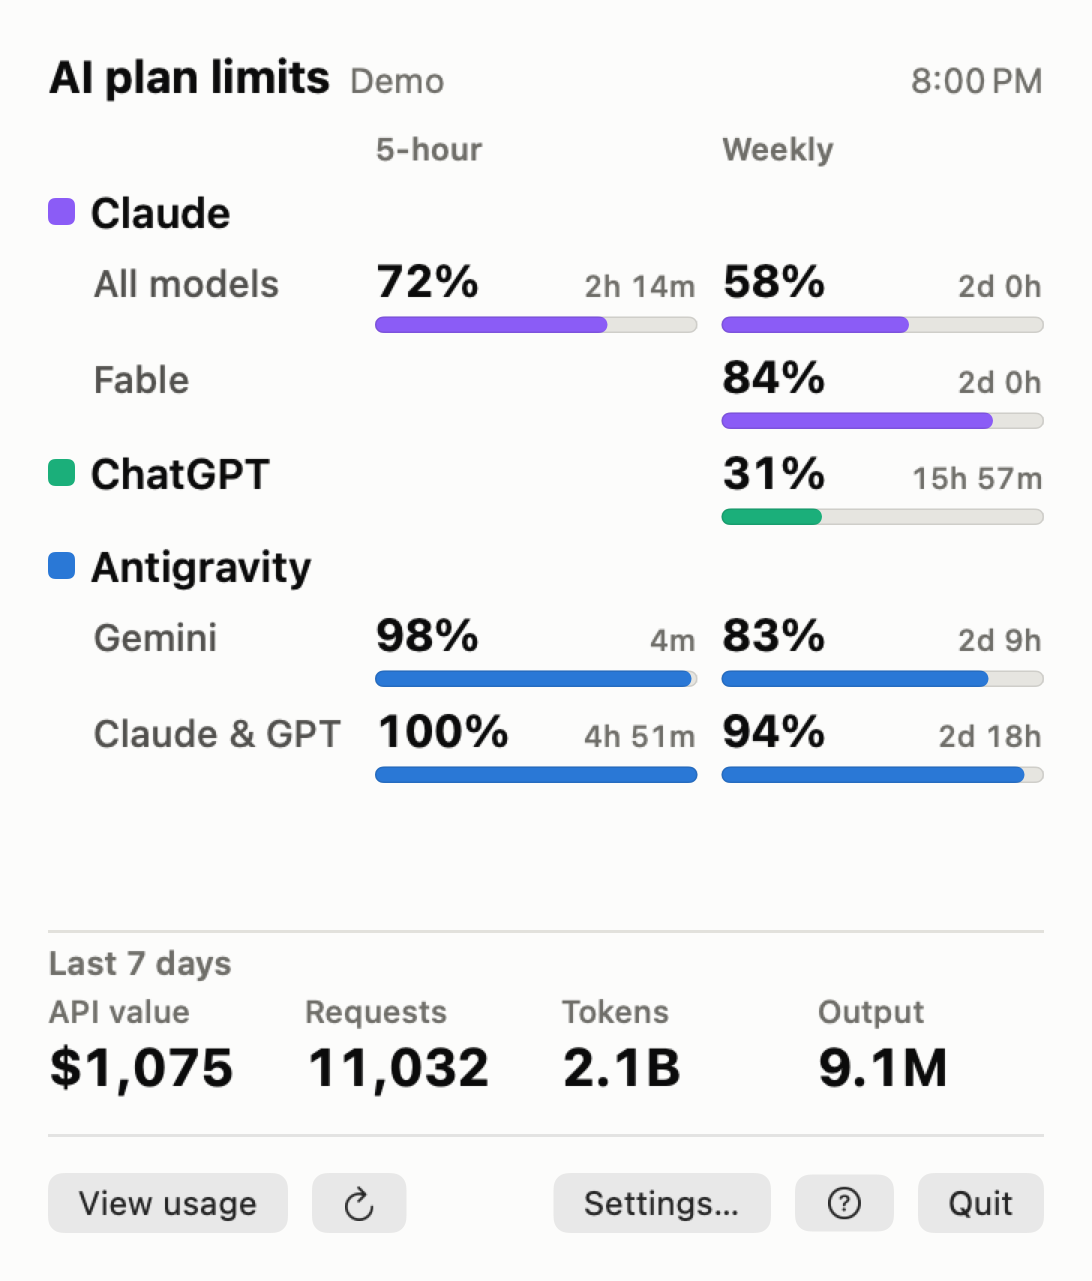 AI plan limits Demo 8:00 PM
5-hour Weekly
Claude
All models 72% 2h 14m 58% 2d 0h
Fable 84% 2d 0h
ChatGPT 31% 15h 57m
Antigravity
Gemini 98% 4m 83% 2d 9h
Claude & GPT 100% 4h 51m 94% 2d 18h
Last 7 days
API value Requests Tokens Output
$1,075 11,032 2.1B 9.1M
View usage Settings... ? Quit